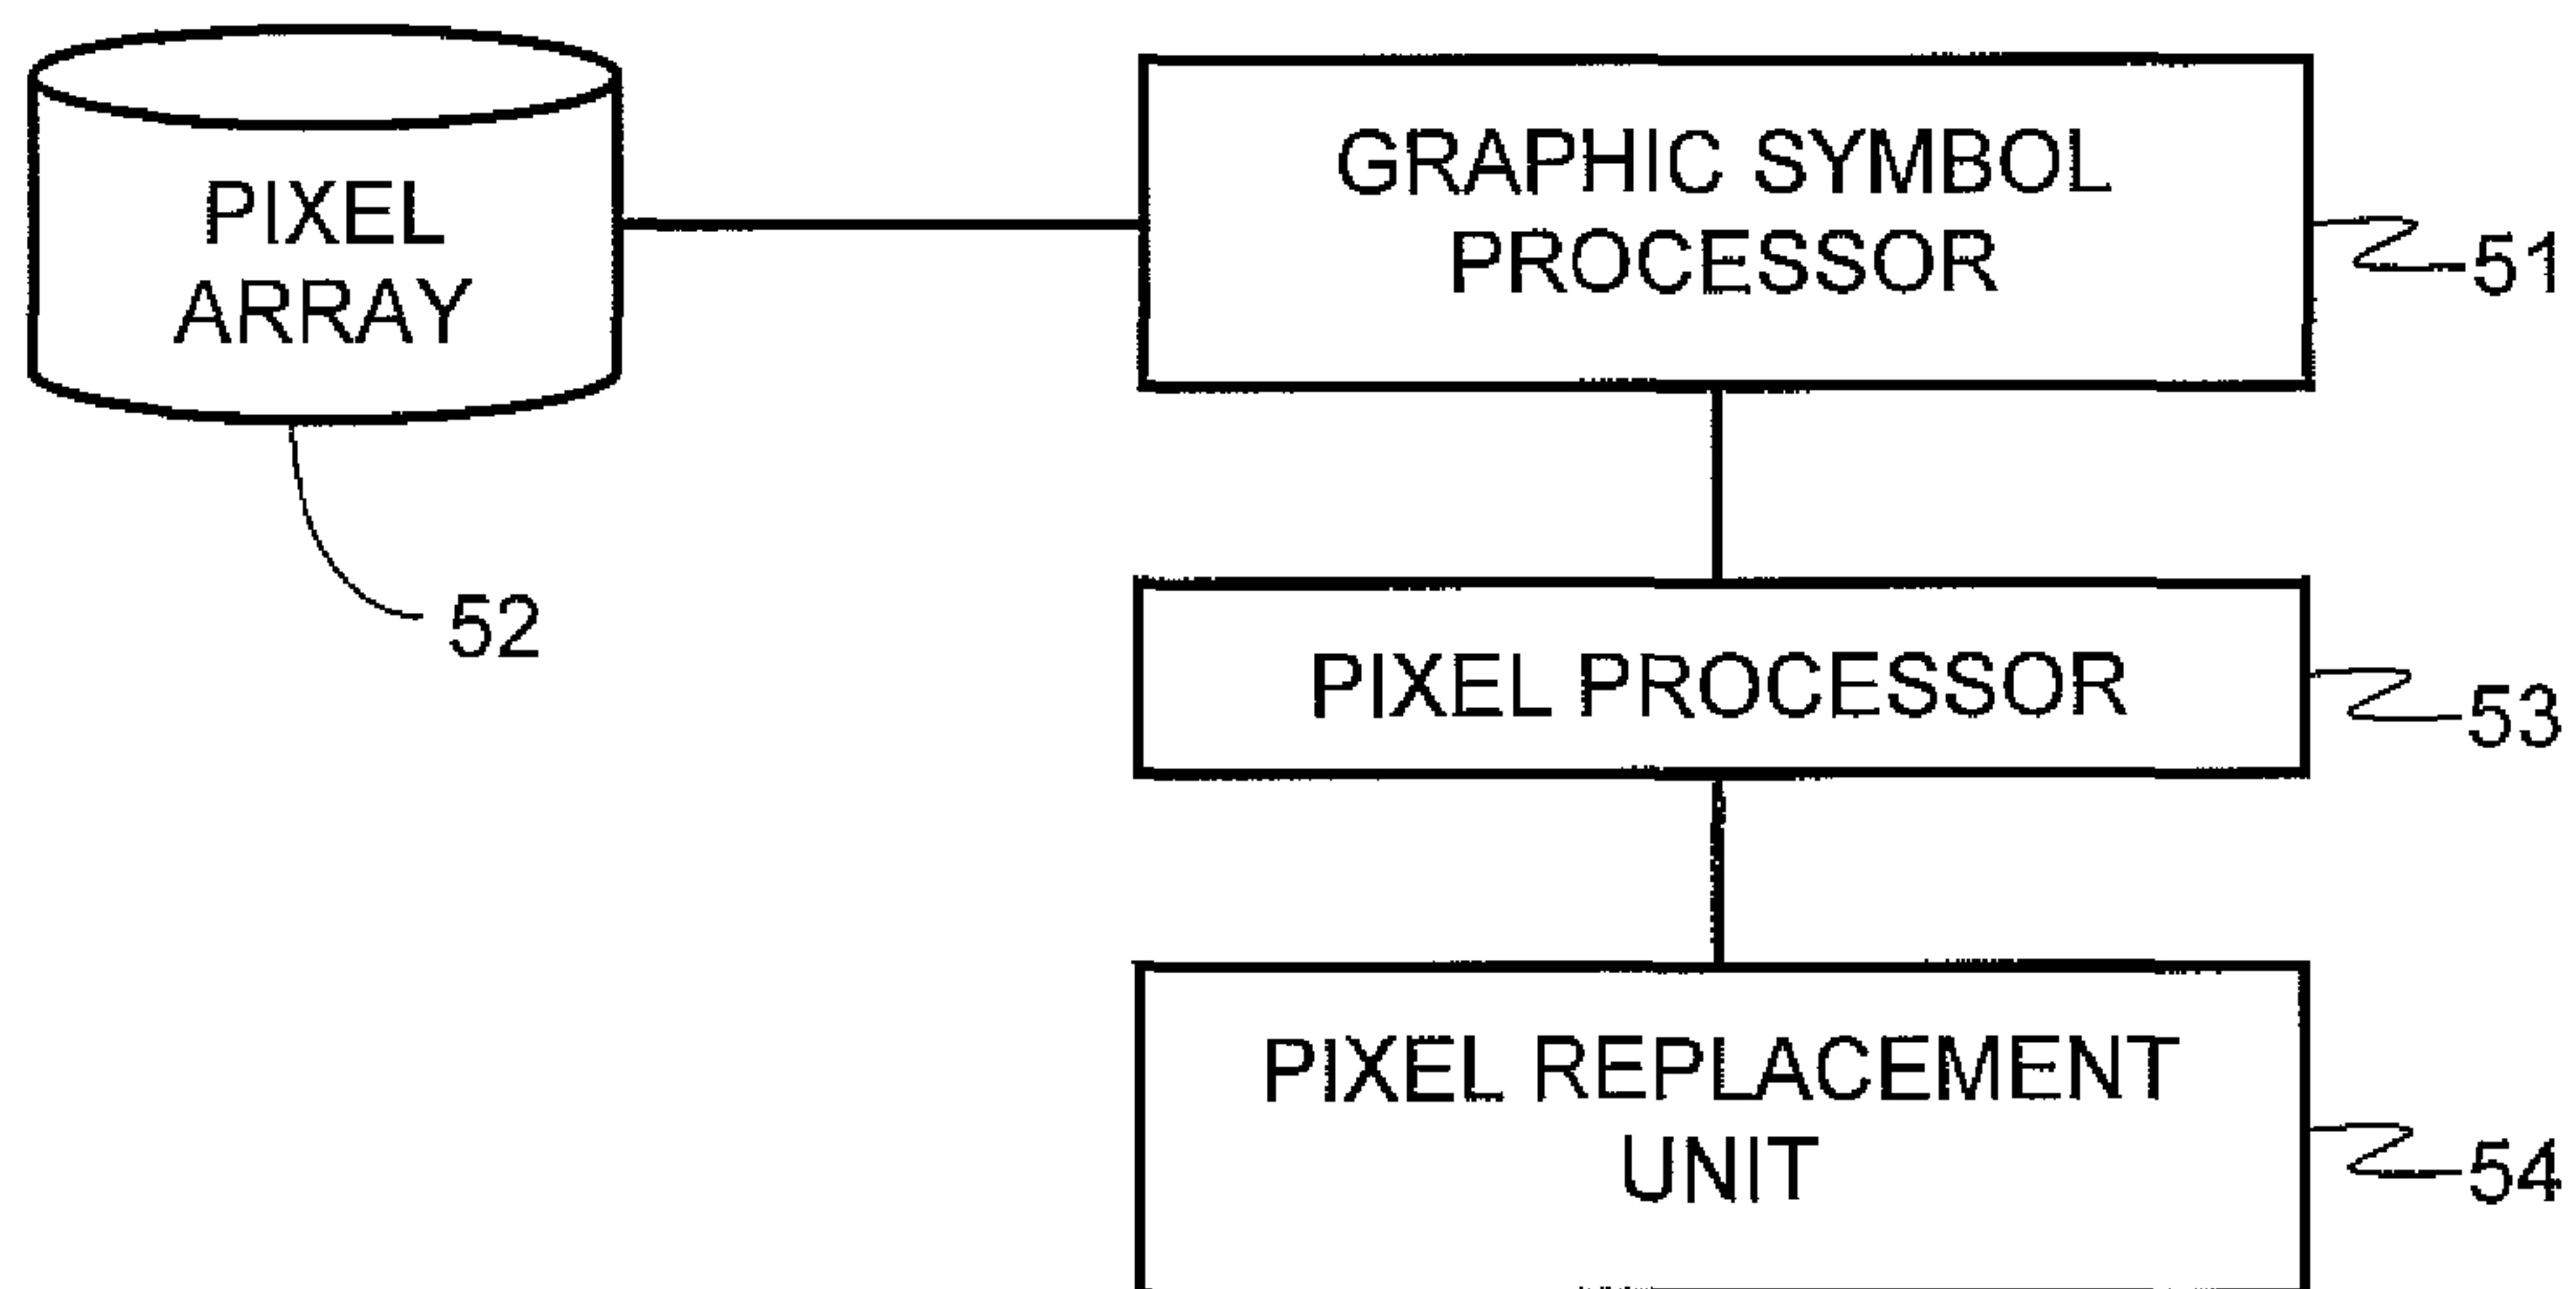 PIXEL
ARRAY
52
GRAPHIC SYMBOL
PROCESSOR
51
PIXEL PROCESSOR
53
PIXEL REPLACEMENT
UNIT
54